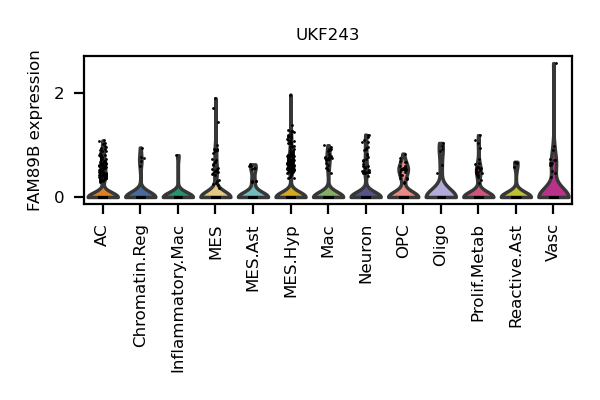 UKF243
FAM89B expression
2
0
AC
Chromatin.Reg
Inflammatory.Mac
MES
MES.Ast
MES.Hyp
Mac
Neuron
OPC
Oligo
Prolif.Metab
Reactive.Ast
Vasc